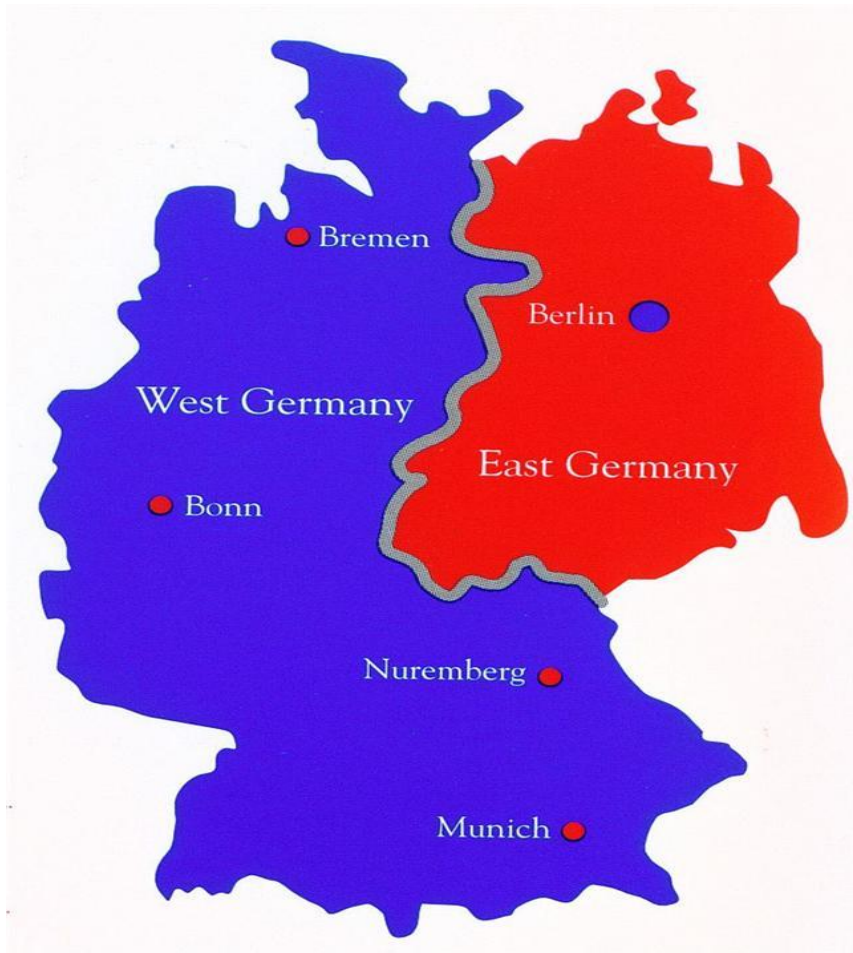 Bremen
Berlin
West Germany
East Germany
Bonn
Nuremberg
Munich